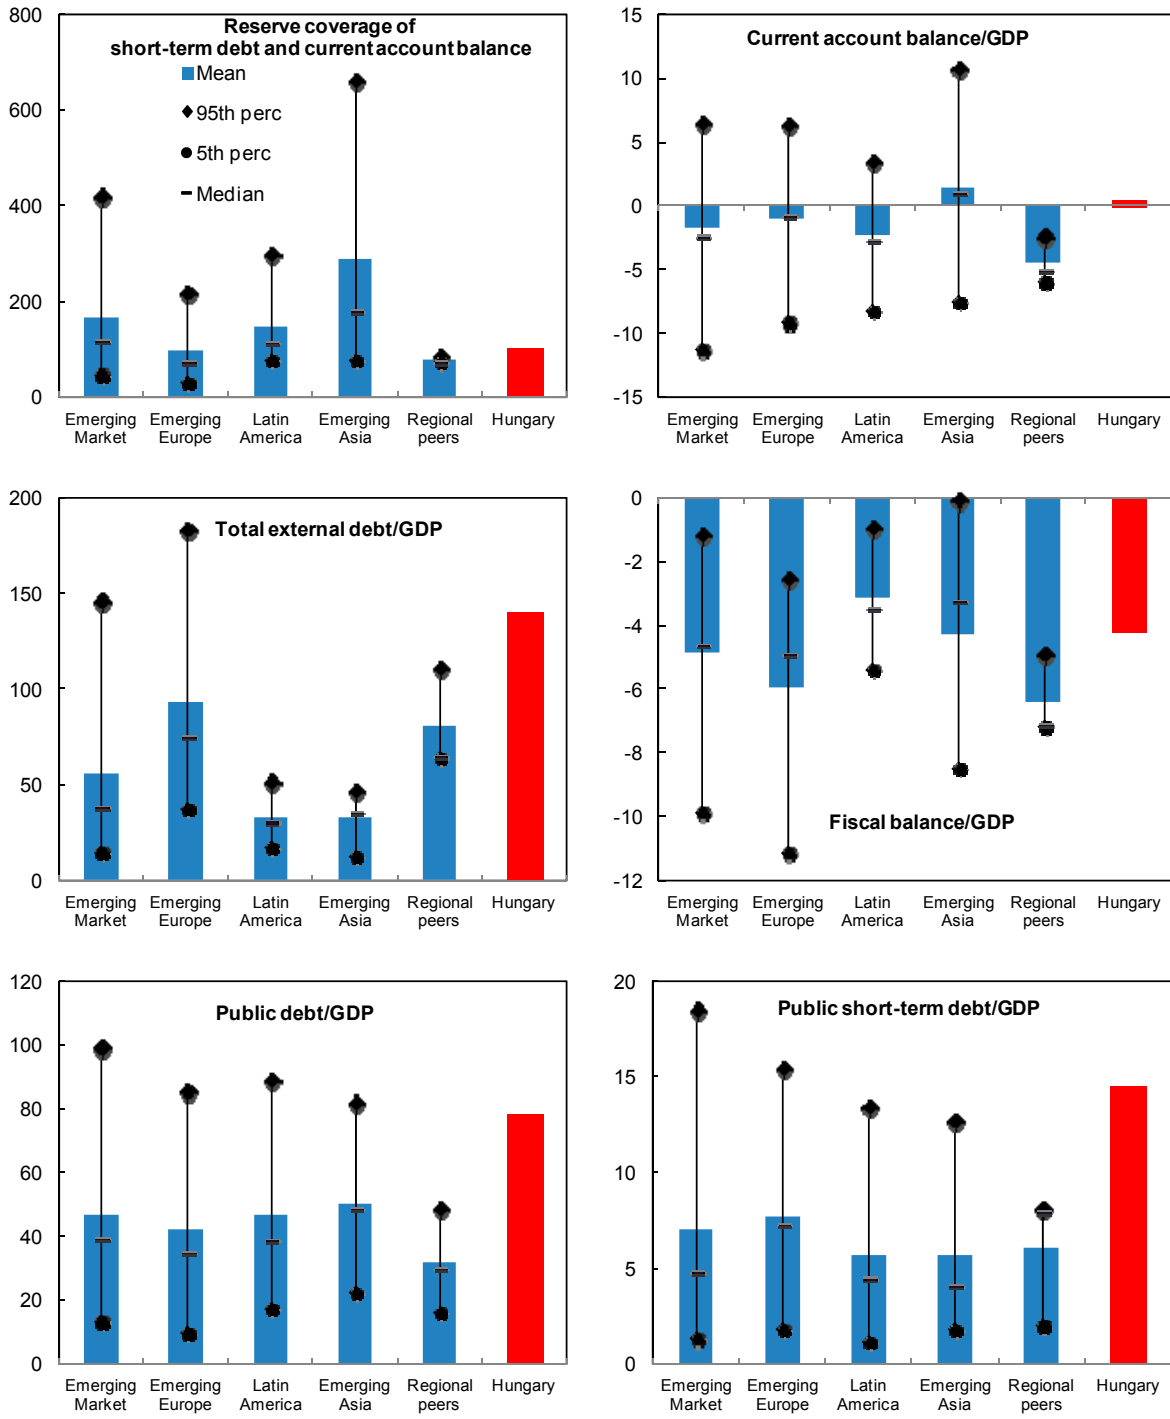 Reserve coverage of
short-term debt and current account balance
Mean
95th perc
5th perc
Median
800
600
400
200
0
Emerging Market
Emerging Europe
Latin America
Emerging Asia
Regional peers
Hungary
Current account balance/GDP
15
10
5
0
-5
-10
-15
Emerging Market
Emerging Europe
Latin America
Emerging Asia
Regional peers
Hungary
Total external debt/GDP
200
150
100
50
0
Emerging Market
Emerging Europe
Latin America
Emerging Asia
Regional peers
Hungary
-0
-2
-4
-6
-8
-10
-12
Fiscal balance/GDP
Emerging Market
Emerging Europe
Latin America
Emerging Asia
Regional peers
Hungary
Public debt/GDP
120
100
80
60
40
20
0
Emerging Market
Emerging Europe
Latin America
Emerging Asia
Regional peers
Hungary
Public short-term debt/GDP
20
15
10
5
0
Emerging Market
Emerging Europe
Latin America
Emerging Asia
Regional peers
Hungary